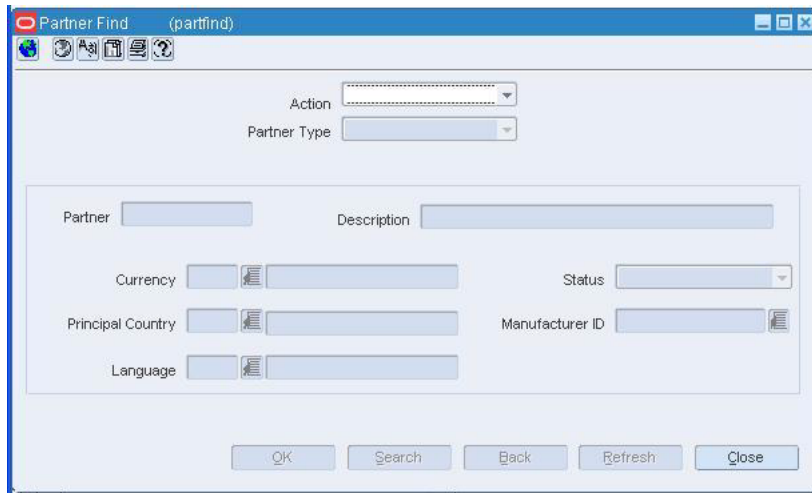 Partner Find (partfind)
Action
Partner Type
Partner Description
Currency Status
Principal Country Manufacturer ID
Language
OK Search Back Refresh Close